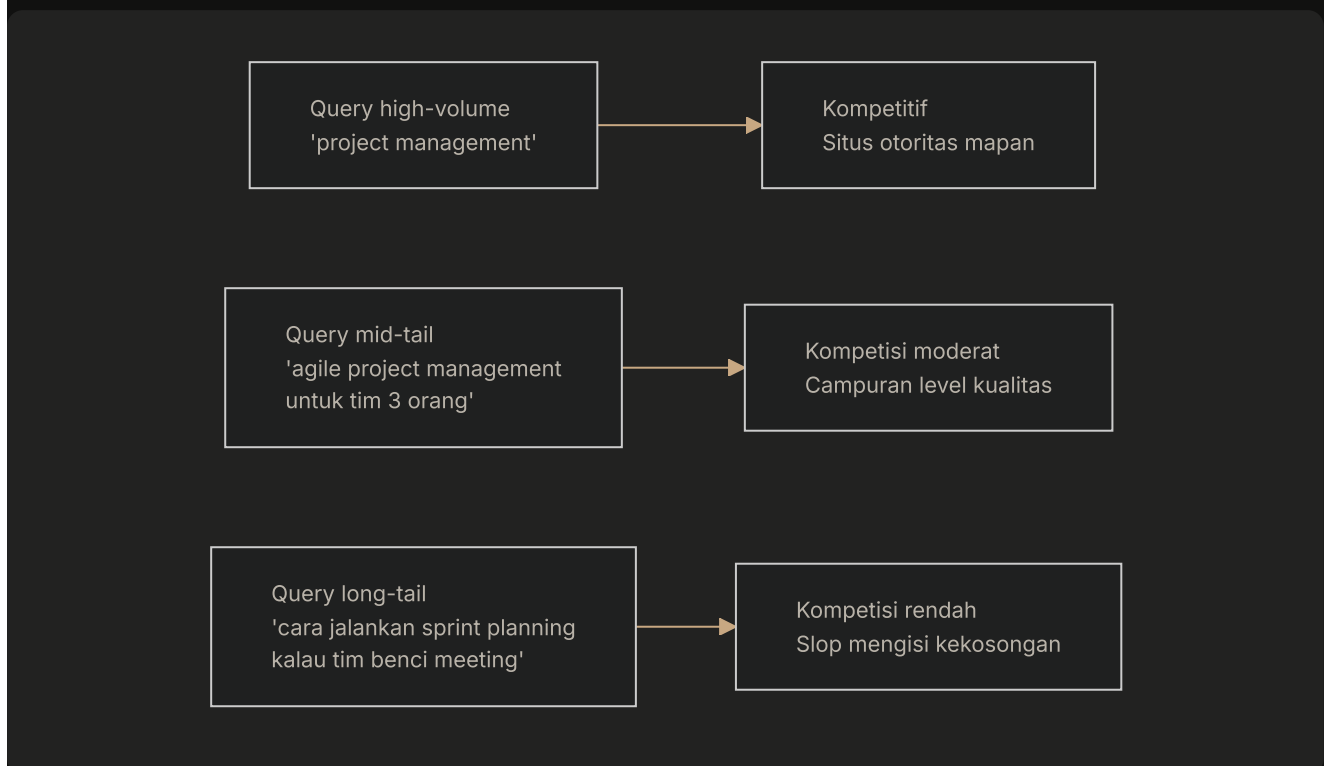 Query high-volume
'project management'
Kompetitif
Situs otoritas mapan
Query mid-tail
'agile project management
untuk tim 3 orang'
Kompetisi moderat
Campuran level kualitas
Query long-tail
'cara jalankan sprint planning
kalau tim benci meeting'
Kompetisi rendah
Slop mengisi kekosongan